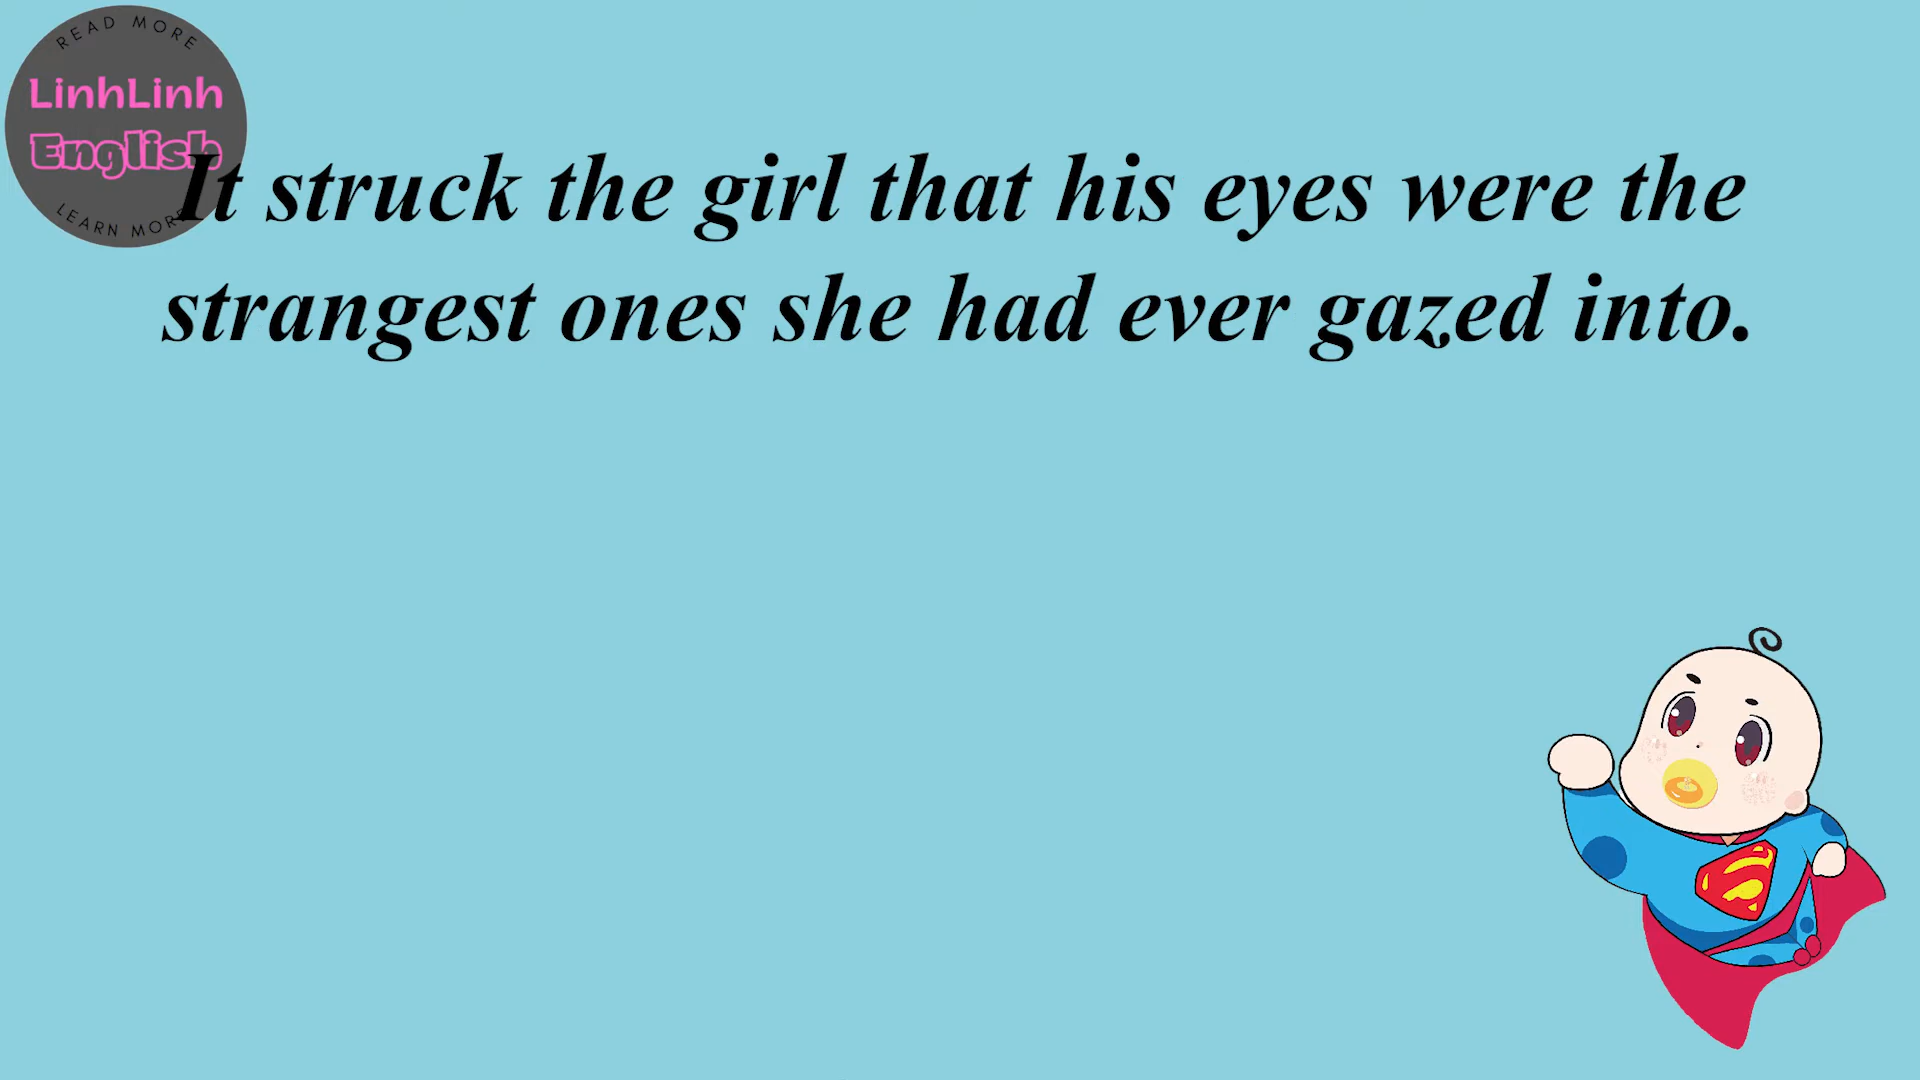 READ MORE
LinhLinh
English
LEARN MORE
It struck the girl that his eyes were the
strangest ones she had ever gazed into.